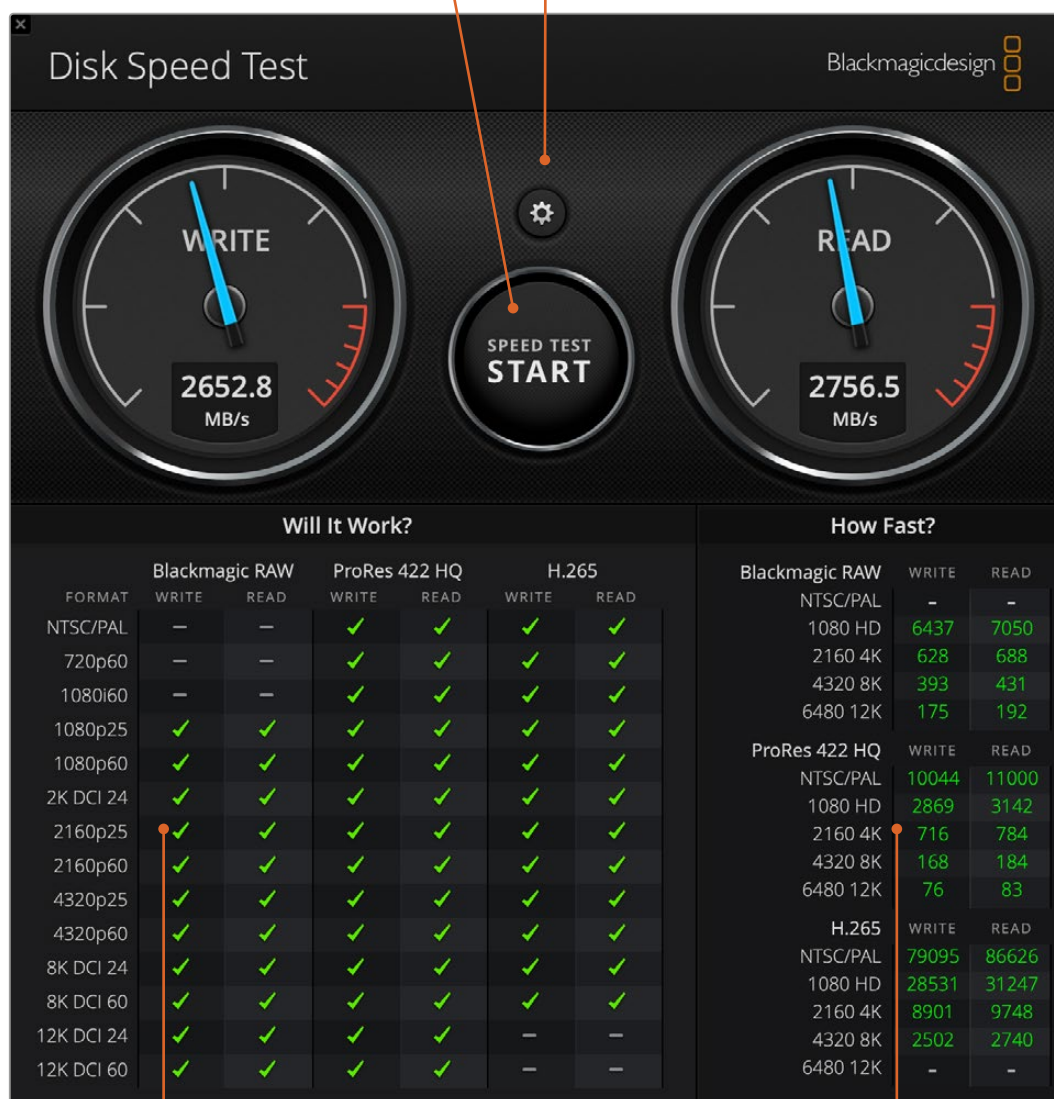 Disk Speed Test
Blackmagicdesign
WRITE
READ
SPEED TEST
START
2652.8
MB/s
2756.5
MB/s
Will It Work?
Blackmagic RAW ProRes 422 HQ H.265
FORMAT WRITE READ WRITE READ WRITE READ
NTSC/PAL – – ✓ ✓ ✓ ✓
720p60 – – ✓ ✓ ✓ ✓
1080i60 – – ✓ ✓ ✓ ✓
1080p25 ✓ ✓ ✓ ✓ ✓ ✓
1080p60 ✓ ✓ ✓ ✓ ✓ ✓
2K DCI 24 ✓ ✓ ✓ ✓ ✓ ✓
2160p25 ✓ ✓ ✓ ✓ ✓ ✓
2160p60 ✓ ✓ ✓ ✓ ✓ ✓
4320p25 ✓ ✓ ✓ ✓ ✓ ✓
4320p60 ✓ ✓ ✓ ✓ ✓ ✓
8K DCI 24 ✓ ✓ ✓ ✓ ✓ ✓
8K DCI 60 ✓ ✓ ✓ ✓ ✓ ✓
12K DCI 24 ✓ ✓ ✓ ✓ – –
12K DCI 60 ✓ ✓ ✓ ✓ – –
How Fast?
Blackmagic RAW WRITE READ
NTSC/PAL - -
1080 HD 6437 7050
2160 4K 628 688
4320 8K 393 431
6480 12K 175 192
ProRes 422 HQ WRITE READ
NTSC/PAL 10044 11000
1080 HD 2869 3142
2160 4K 716 784
4320 8K 168 184
6480 12K 76 83
H.265 WRITE READ
NTSC/PAL 79095 86626
1080 HD 28531 31247
2160 4K 8901 9748
4320 8K 2502 2740
6480 12K - -